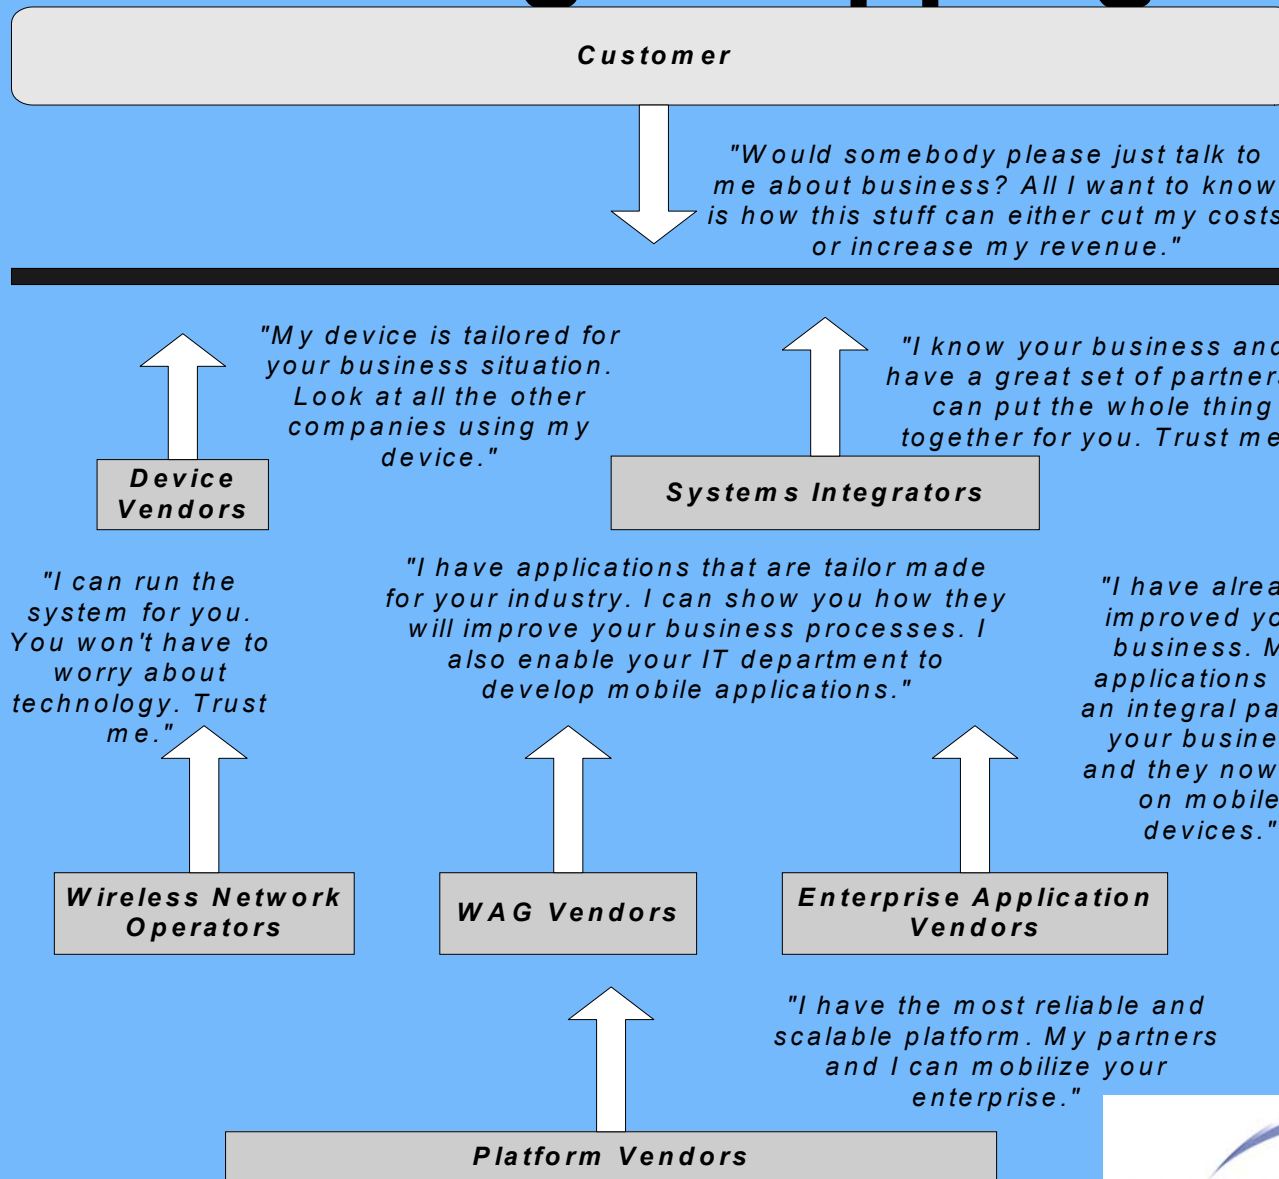 Customer
"Would somebody please just talk to
me about business? All I want to know
is how this stuff can either cut my costs
or increase my revenue."
"My device is tailored for
your business situation.
Look at all the other
companies using my
device."
"I know your business and
have a great set of partners
can put the whole thing
together for you. Trust me
Device
Vendors
Systems Integrators
"I can run the
system for you.
You won't have to
worry about
technology. Trust
me."
"I have applications that are tailor made
for your industry. I can show you how they
will improve your business processes. I
also enable your IT department to
develop mobile applications."
"I have
improved
business.
applications
an integral
your
and they now
on mobile
devices."
Wireless Network
Operators
WAG Vendors
Enterprise Application
Vendors
"I have the most reliable and
scalable platform. My partners
and I can mobilize your
enterprise."
Platform Vendors